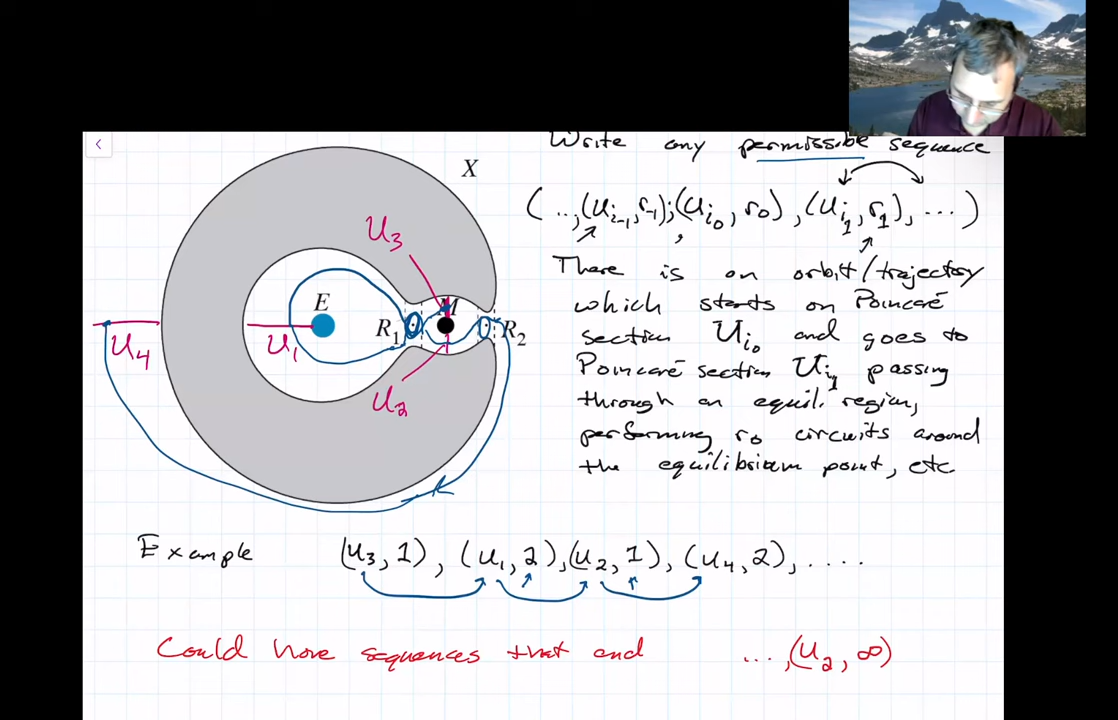 Write any permissible sequence
X
(.., (U_{i_{-1}}, r_{-1}); (U_{i_0}, r_0), (U_{i_1}, r_1), ...)
There is an orbit/trajectory
which starts on Poincaré
section U_{i_0} and goes to
Poincaré section U_{i_1} passing
through an equil. region,
performing r_0 circuits around
the equilibrium point, etc
U_3
E
M
R_1
R_2
U_4
U_1
U_2
Example (U_3, 1), (U_1, 2), (U_2, 1), (U_4, 2), ....
Could have sequences that end ..., (U_2, ∞)